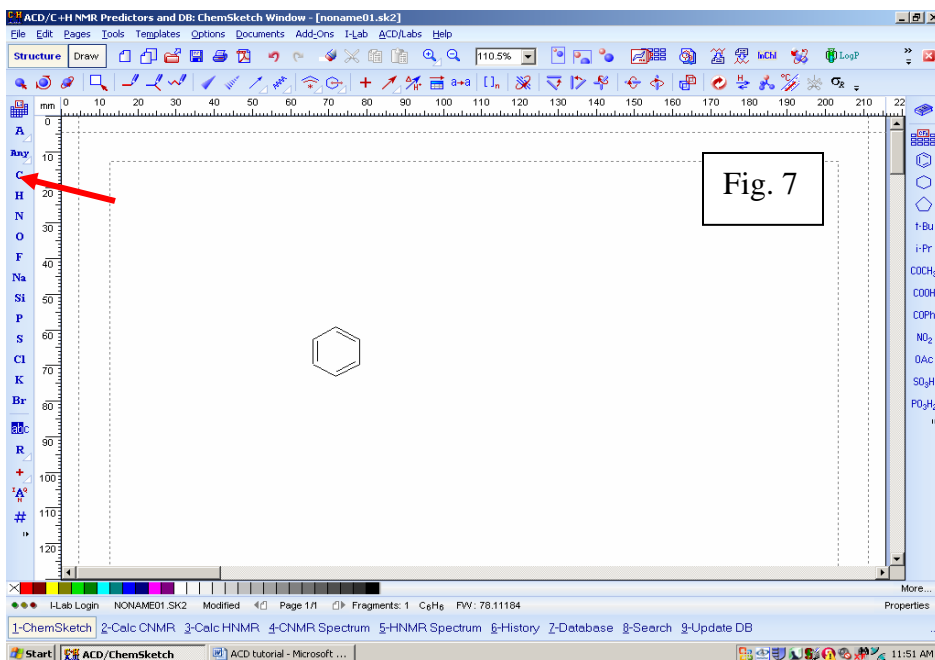 ACD/C+H NMR Predictors and DB: ChemSketch Window - [noname01.sk2]
File Edit Pages Tools Templates Options Documents Add-Ons I-Lab ACD/Labs Help
Structure Draw 110.5% InChI LogP
mm 0 10 20 30 40 50 60 70 80 90 100 110 120 130 140 150 160 170 180 190 200 210 22
0
10
20
30
40
50
60
70
80
90
100
110
120
A
Any
C
H
N
O
F
Na
Si
P
S
Cl
K
Br
abc
R
+
#
Fig. 7
t-Bu
i-Pr
COCH3
COOH
COPh
NO2
OAc
SO3H
PO3H2
More...
I-Lab Login NONAME01.SK2 Modified Page 1/1 Fragments: 1 C6H6 FW: 78.11184 Properties
1-ChemSketch 2-Calc CNMR 3-Calc HNMR 4-CNMR Spectrum 5-HNMR Spectrum 6-History 7-Database 8-Search 9-Update DB
Start ACD/ChemSketch ACD tutorial - Microsoft ... 11:51 AM